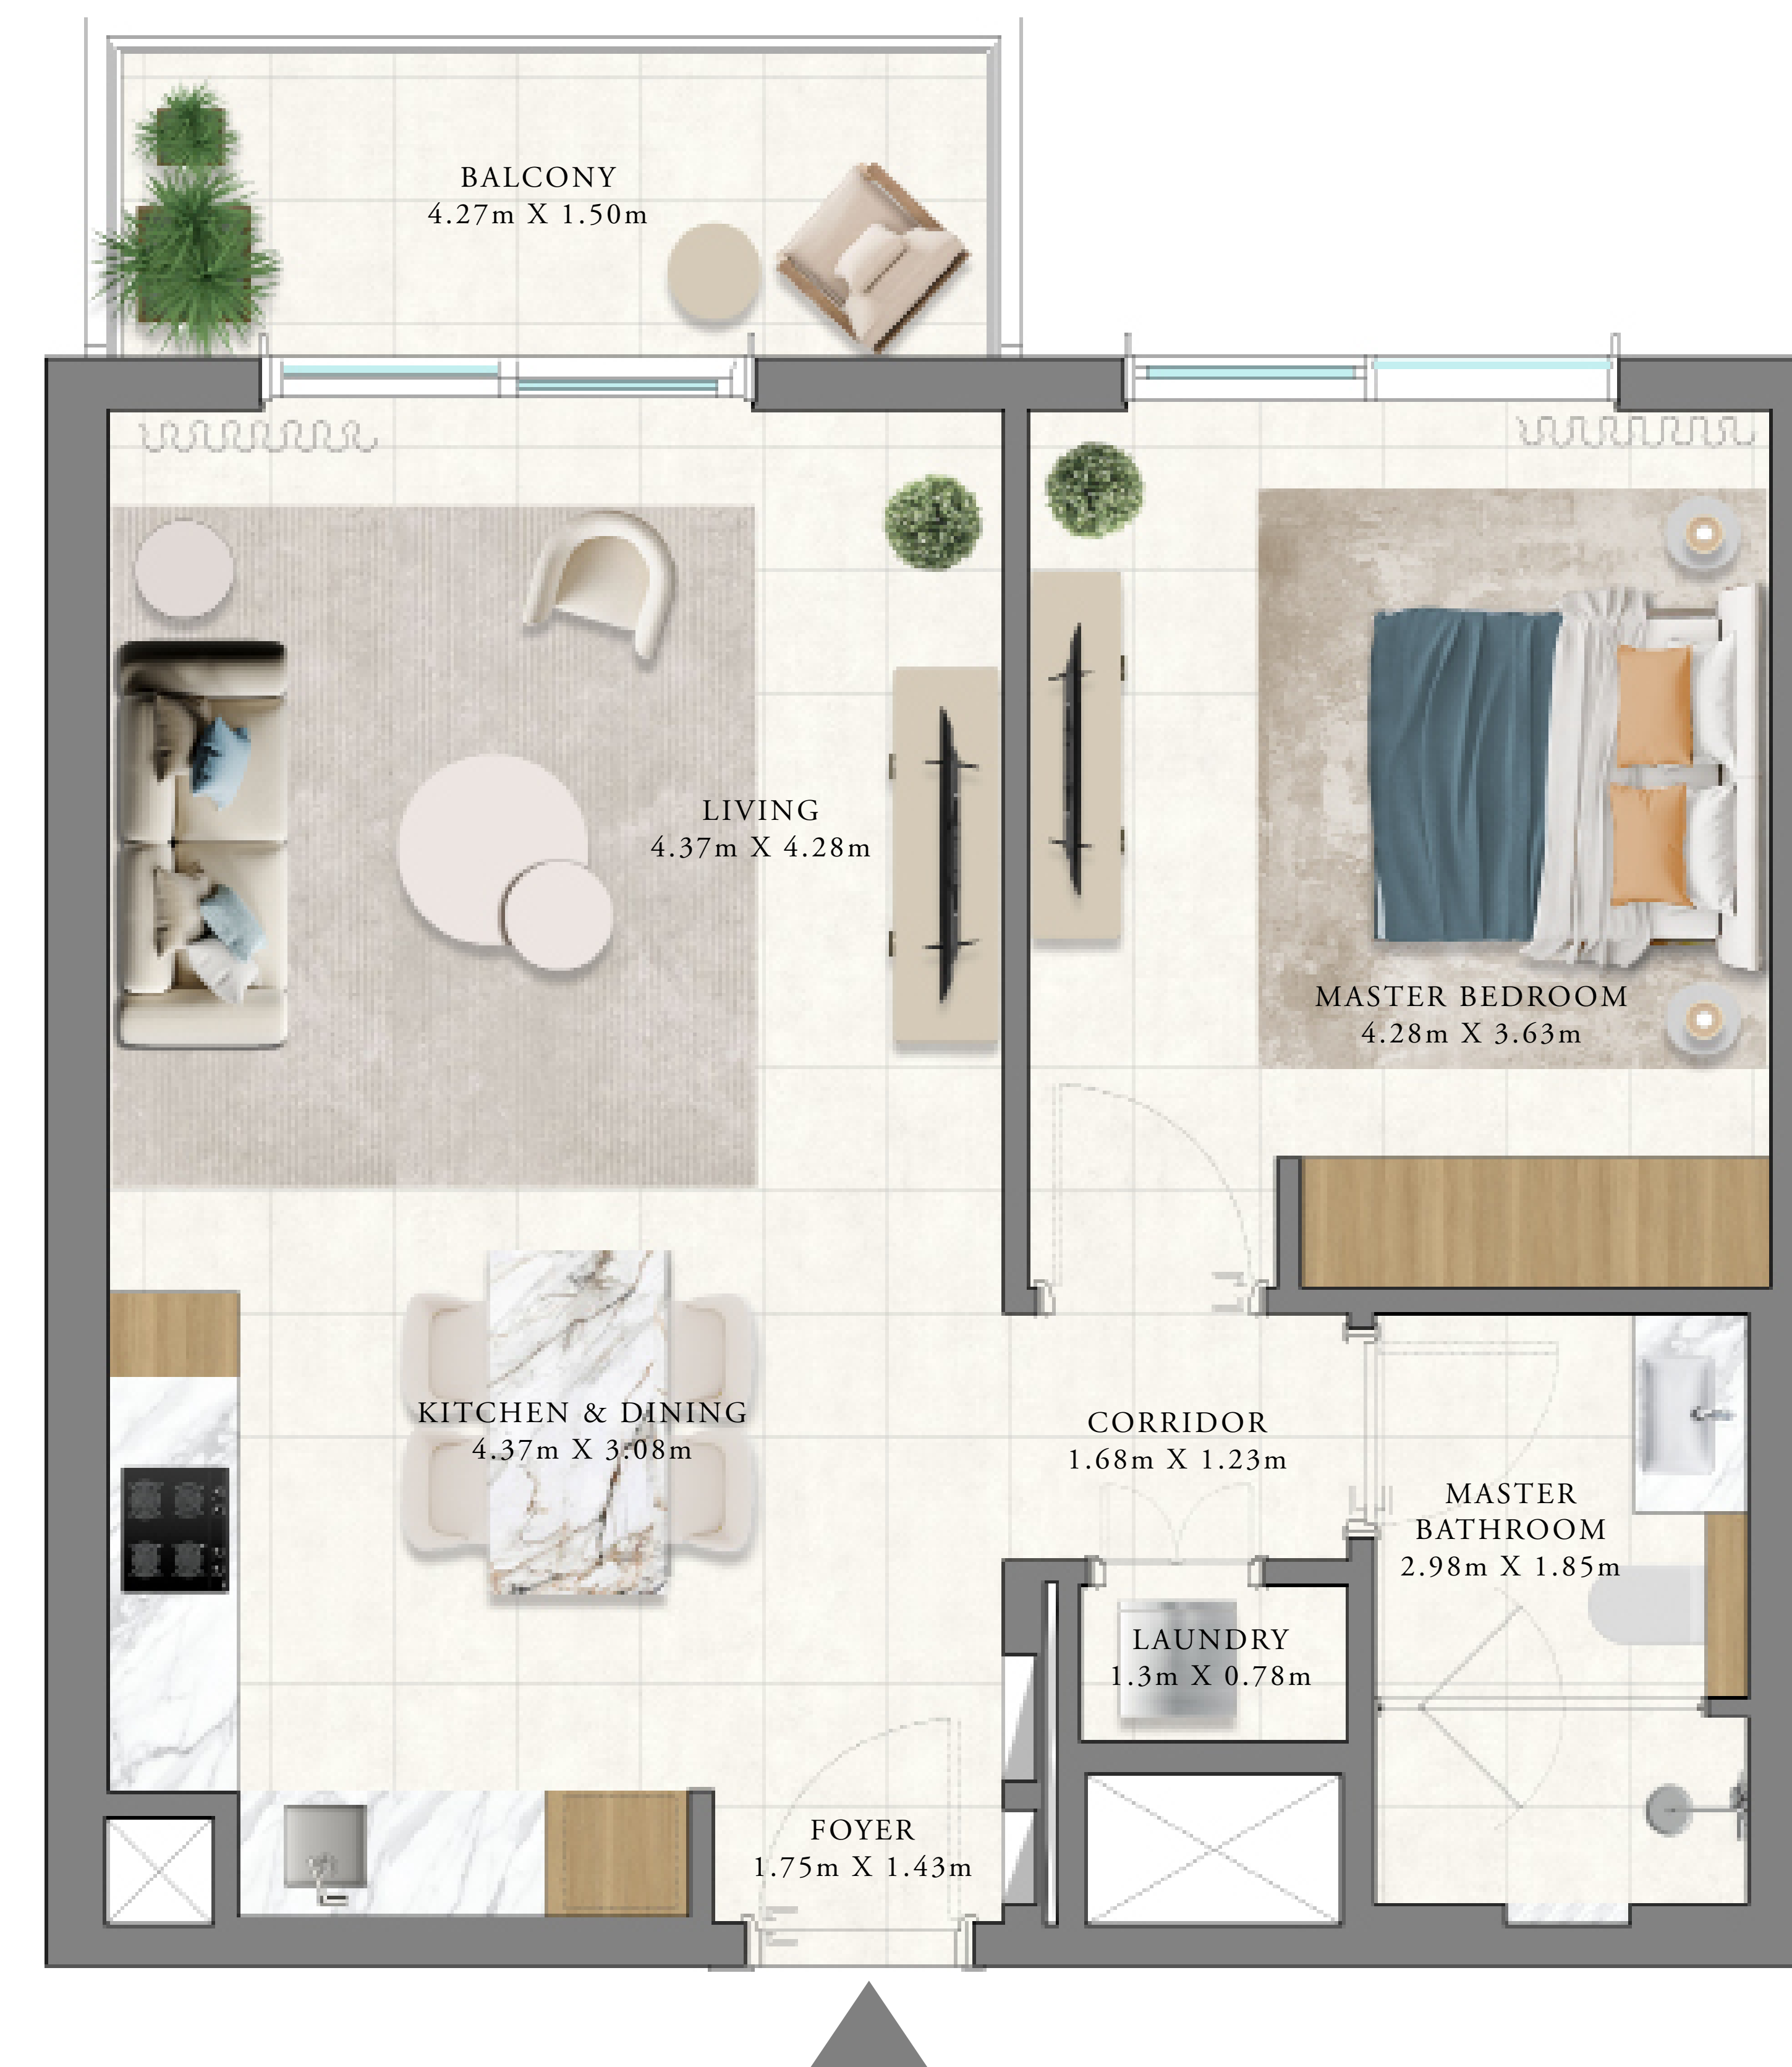 BALCONY
4.27m X 1.50m
LIVING
4.37m X 4.28m
MASTER BEDROOM
4.28m X 3.63m
KITCHEN & DINING
4.37m X 3.08m
CORRIDOR
1.68m X 1.23m
MASTER
BATHROOM
2.98m X 1.85m
LAUNDRY
1.3m X 0.78m
FOYER
1.75m X 1.43m